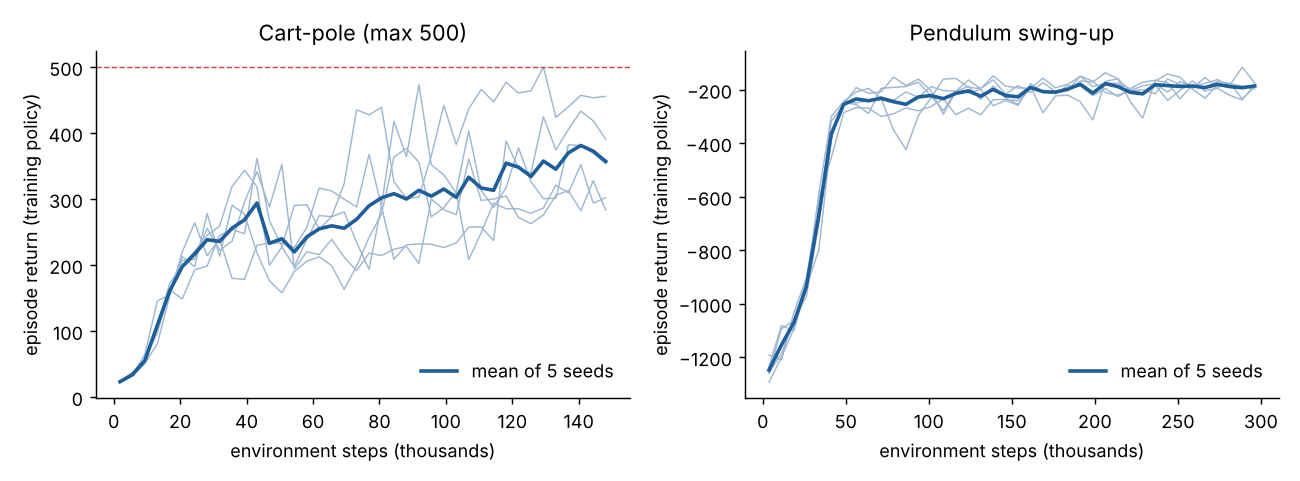 Cart-pole (max 500)
episode return (training policy)
500
400
300
200
100
0
0 20 40 60 80 100 120 140
environment steps (thousands)
mean of 5 seeds
Pendulum swing-up
episode return (training policy)
−200
−400
−600
−800
−1000
−1200
0 50 100 150 200 250 300
environment steps (thousands)
mean of 5 seeds